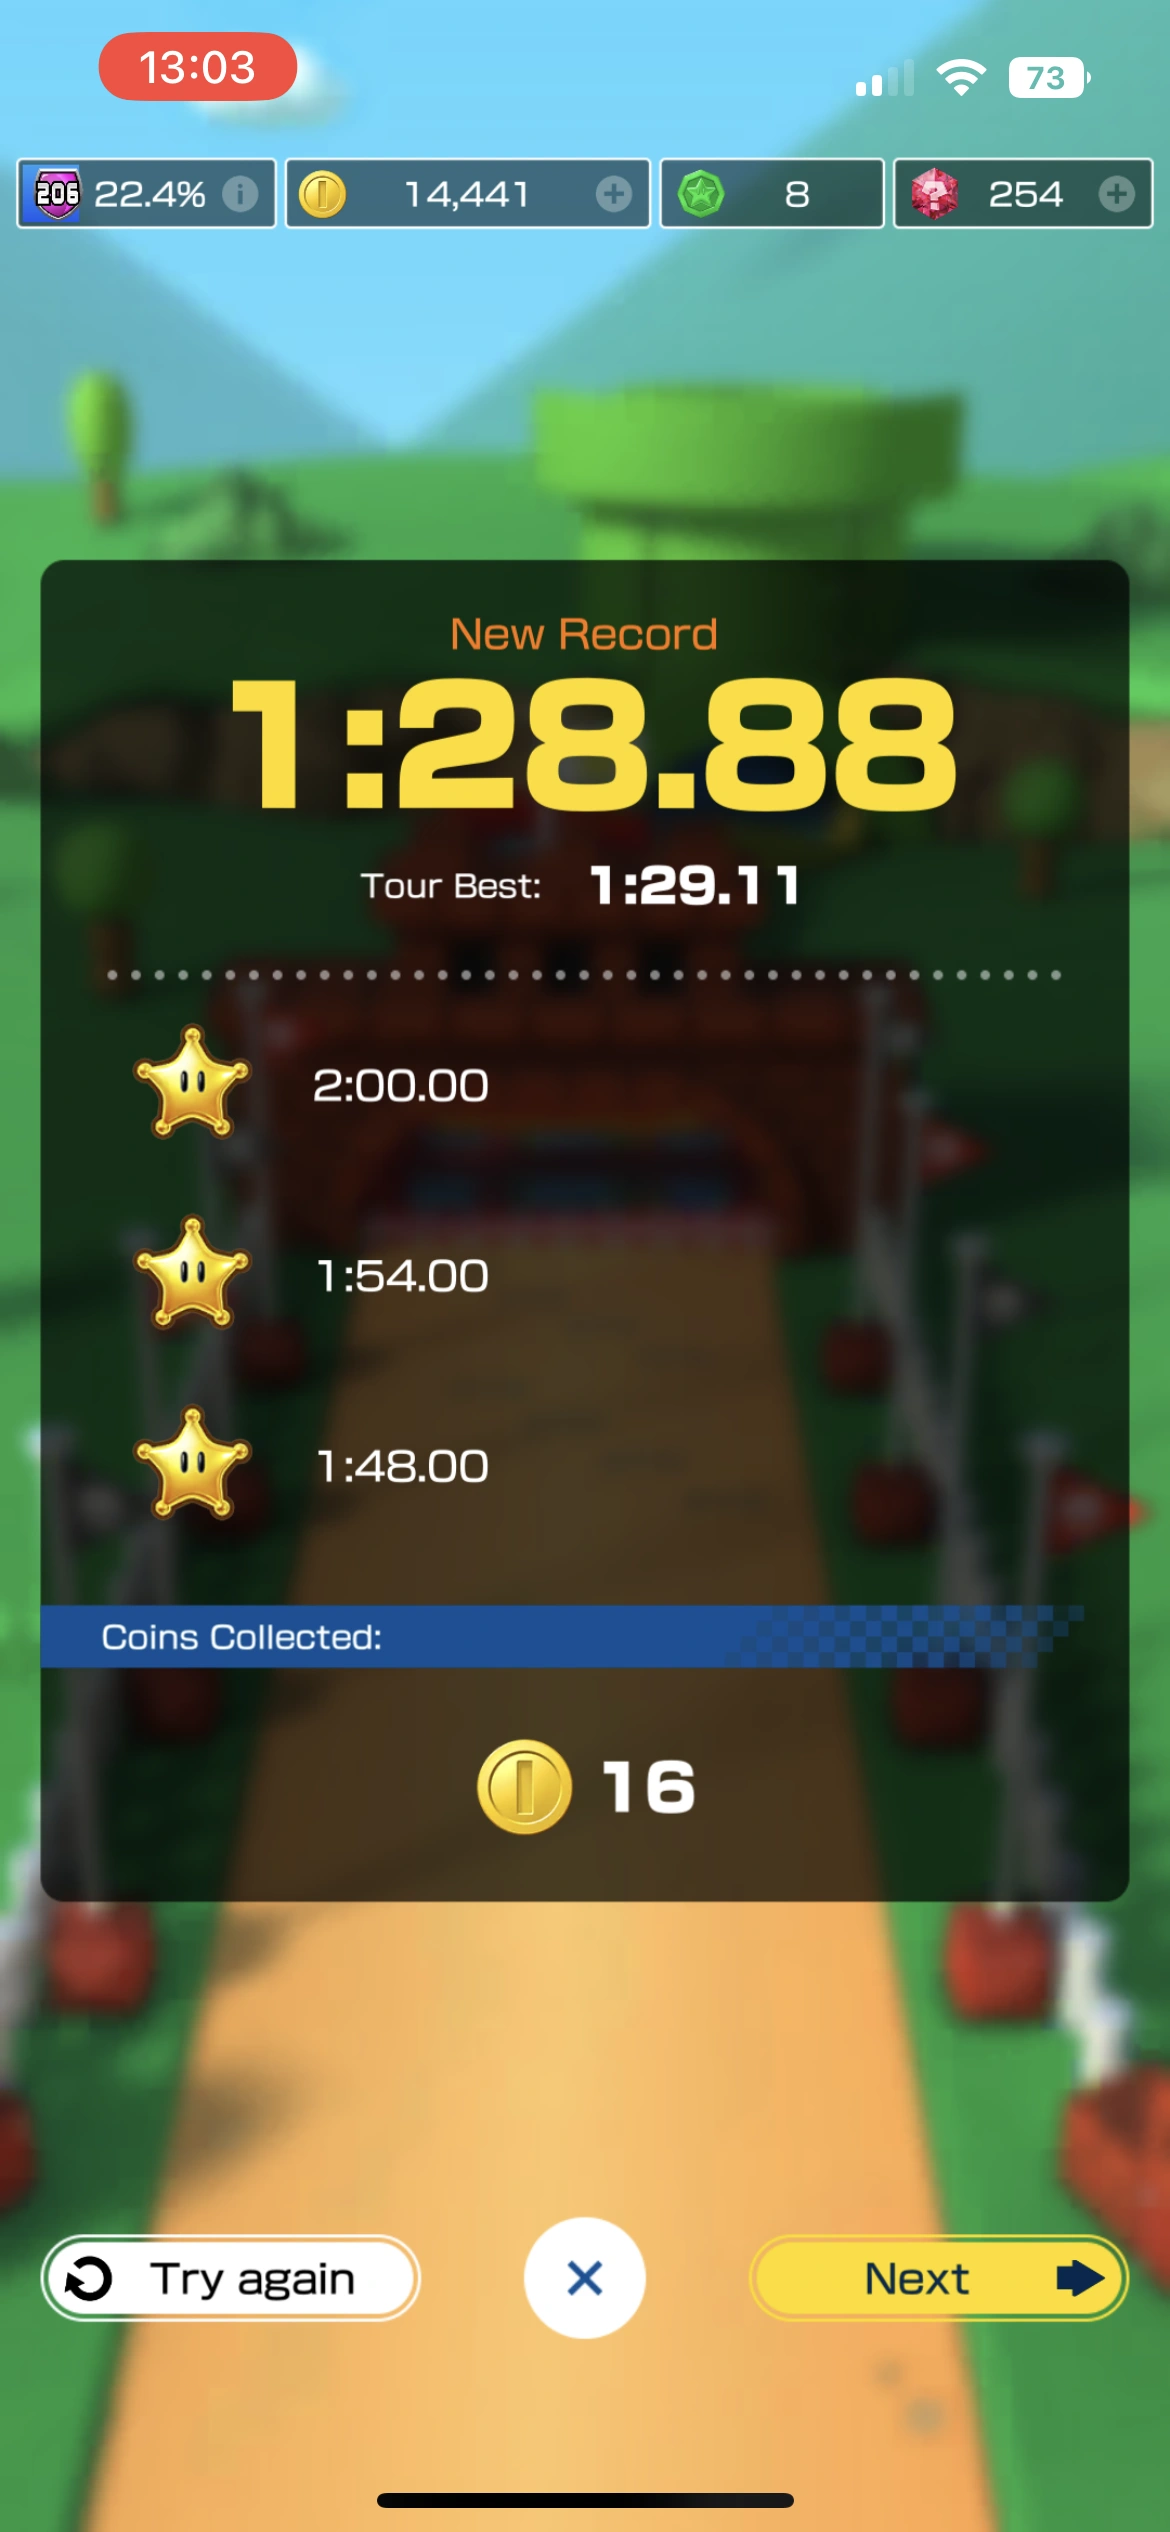 13:03
73
206 22.4% i 14,441 + 8 ? 254 +
New Record
1:28.88
Tour Best: 1:29.11
2:00.00
1:54.00
1:48.00
Coins Collected:
16
Try again
Next